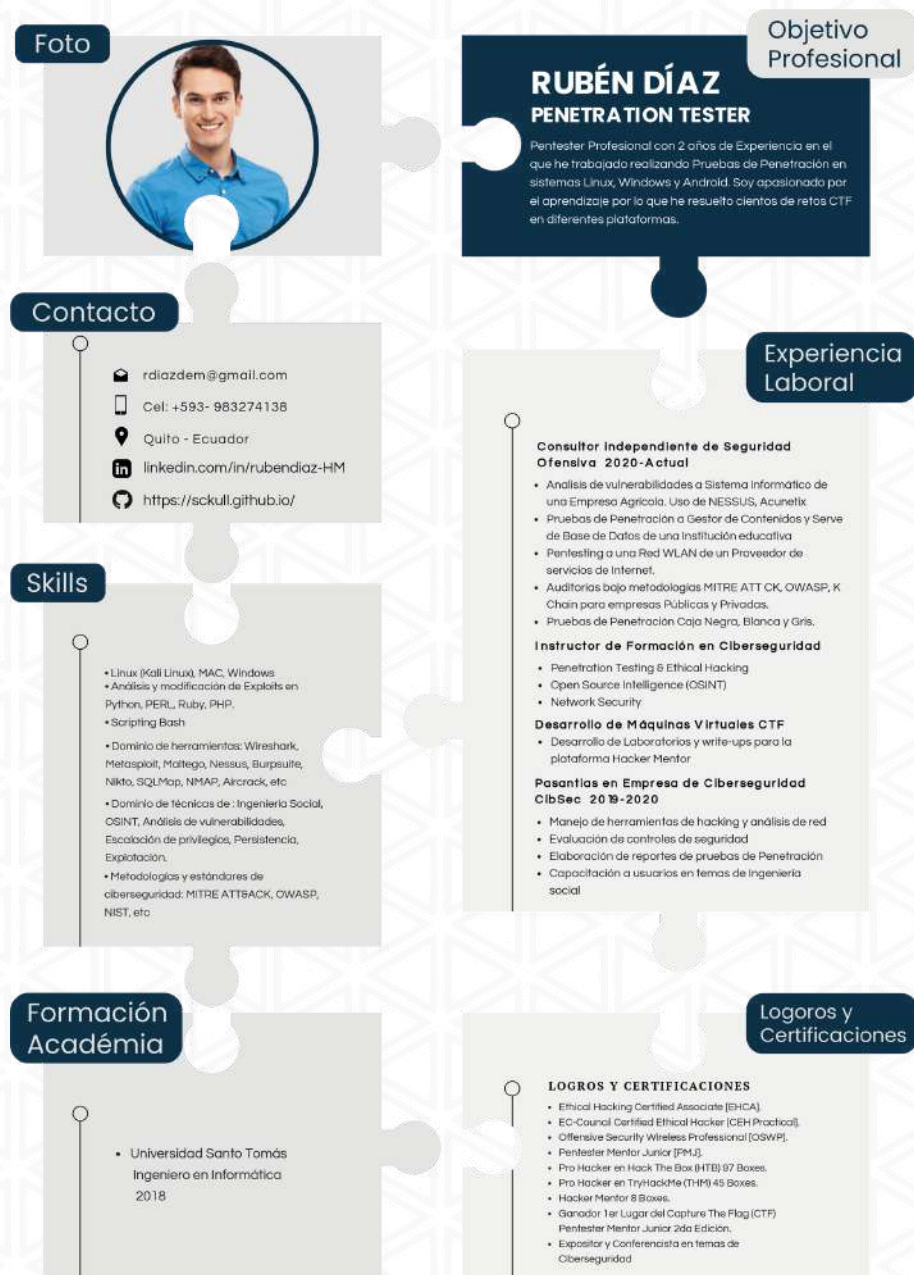 Foto
Objetivo
Profesional
RUBÉN DÍAZ
PENETRATION TESTER
Pentester Profesional con 2 años de Experiencia en el
que he trabajado realizando Pruebas de Penetración en
sistemas Linux, Windows y Android. Soy apasionado por
el aprendizaje por lo que he resuelto cientos de retos CTF
en diferentes plataformas.
Contacto
rdiazdem@gmail.com
Cel: +593- 983274138
Quito - Ecuador
linkedin.com/in/rubendiaz-HM
https://sckull.github.io/
Skills
• Linux (Kali Linux), MAC, Windows
• Análisis y modificación de Exploits en
Python, PERL, Ruby, PHP.
• Scripting Bash
• Dominio de herramientas: Wireshark,
Metasploit, Maltego, Nessus, Burpsuite,
Nikto, SQLMap, NMAP, Aircrack, etc
• Dominio de técnicas de : Ingeniería Social,
OSINT, Análisis de vulnerabilidades,
Escalación de privilegios, Persistencia,
Explotación.
• Metodologías y estándares de
ciberseguridad: MITRE ATT&ACK, OWASP,
NIST, etc
Experiencia
Laboral
Consultor Independiente de Seguridad
Ofensiva 2020-Actual
• Analisis de vulnerabilidades a Sistema Informático de
una Empresa Agrícola. Uso de NESSUS, Acunetix
• Pruebas de Penetración a Gestor de Contenidos y Serve
de Base de Datos de una Institución educativa
• Pentesting a una Red WLAN de un Proveedor de
servicios de Internet.
• Auditorias bajo metodologías MITRE ATT CK, OWASP, K
Chain para empresas Públicas y Privadas.
• Pruebas de Penetración Caja Negra, Blanca y Gris.
Instructor de Formación en Ciberseguridad
• Penetration Testing & Ethical Hacking
• Open Source Intelligence (OSINT)
• Network Security
Desarrollo de Máquinas Virtuales CTF
• Desarrollo de Laboratorios y write-ups para la
plataforma Hacker Mentor
Pasantías en Empresa de Ciberseguridad
CibSec 2019-2020
• Manejo de herramientas de hacking y análisis de red
• Evaluación de controles de seguridad
• Elaboración de reportes de pruebas de Penetración
• Capacitación a usuarios en temas de Ingeniería
social
Formación
Académia
• Universidad Santo Tomás
Ingeniero en Informática
2018
Logoros y
Certificaciones
LOGROS Y CERTIFICACIONES
• Ethical Hacking Certified Associate [EHCA].
• EC-Council Certified Ethical Hacker [CEH Practical].
• Offensive Security Wireless Professional [OSWP].
• Pentester Mentor Junior [PMJ].
• Pro Hacker en Hack The Box (HTB) 97 Boxes.
• Pro Hacker en TryHackMe (THM) 45 Boxes.
• Hacker Mentor 8 Boxes.
• Ganador 1er Lugar del Capture The Flag (CTF)
Pentester Mentor Junior 2da Edición.
• Expositor y Conferencista en temas de
Ciberseguridad